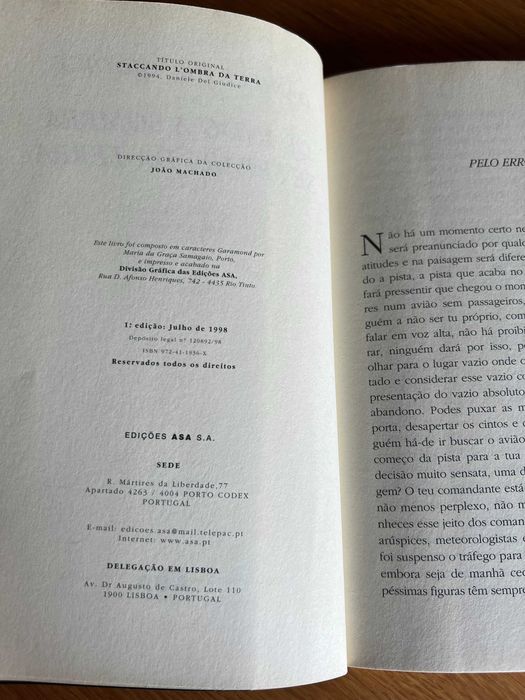 TÍTULO ORIGINAL
STACCANDO L'OMBRA DA TERRA
©1994, Daniele Del Giudice
DIRECÇÃO GRÁFICA DA COLECÇÃO
JOÃO MACHADO
Este livro foi composto em caracteres Garamond por
Maria da Graça Samagaio, Porto,
e impresso e acabado na
Divisão Gráfica das Edições ASA,
Rua D. Afonso Henriques, 742 - 4435 Rio Tinto.
1ª edição: Julho de 1998
Depósito legal nº 120892/98
ISBN 972-41-1936-X
Reservados todos os direitos
EDIÇÕES ASA S.A.
SEDE
R. Mártires da Liberdade,77
Apartado 4263 / 4004 PORTO CODEX
PORTUGAL
E-mail: edicoes.asa@mail.telepac.pt
Internet: www.asa.pt
DELEGAÇÃO EM LISBOA
Av. Dr Augusto de Castro, Lote 110
1900 LISBOA • PORTUGAL
PELO ERR
Não há um momento certo ne
será preanunciado por qualc
atitudes e na paisagem será difere
do a pista, a pista que acaba no
fará pressentir que chegou o mom
res num avião sem passageiros,
guém a não ser tu próprio, com
falar em voz alta, não há proibi
rar, ninguém dará por isso, p
olhar para o lugar vazio onde o
tado e considerar esse vazio c
presentação do vazio absoluto
abandono. Podes puxar as m
porta, desapertar os cintos e
guém há-de ir buscar o avião
começo da pista para a tua
decisão muito sensata, uma d
gem? O teu comandante está
não menos perplexo, não m
nheces esse jeito dos coman
arúspices, meteorologistas e
foi suspenso o tráfego para
embora seja de manhã ced
péssimas figuras têm sempre